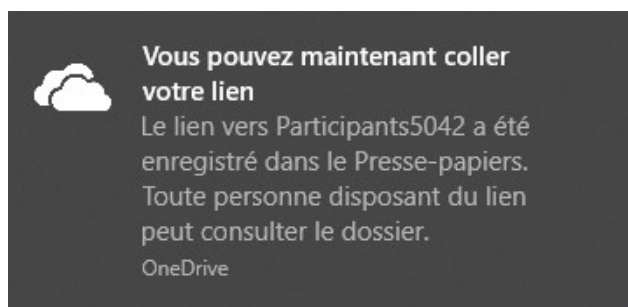 Vous pouvez maintenant coller
votre lien
Le lien vers Participants5042 a été
enregistré dans le Presse-papiers.
Toute personne disposant du lien
peut consulter le dossier.
OneDrive